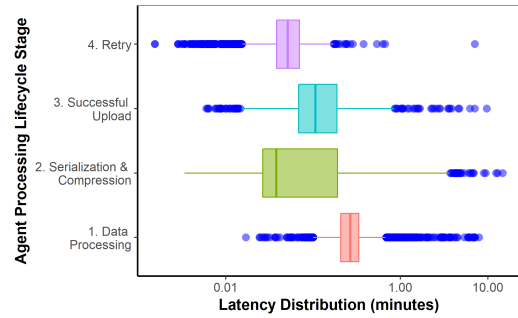 Agent Processing Lifecycle Stage
4. Retry
3. Successful
Upload
2. Serialization &
Compression
1. Data
Processing
0.01
1.00
10.00
Latency Distribution (minutes)